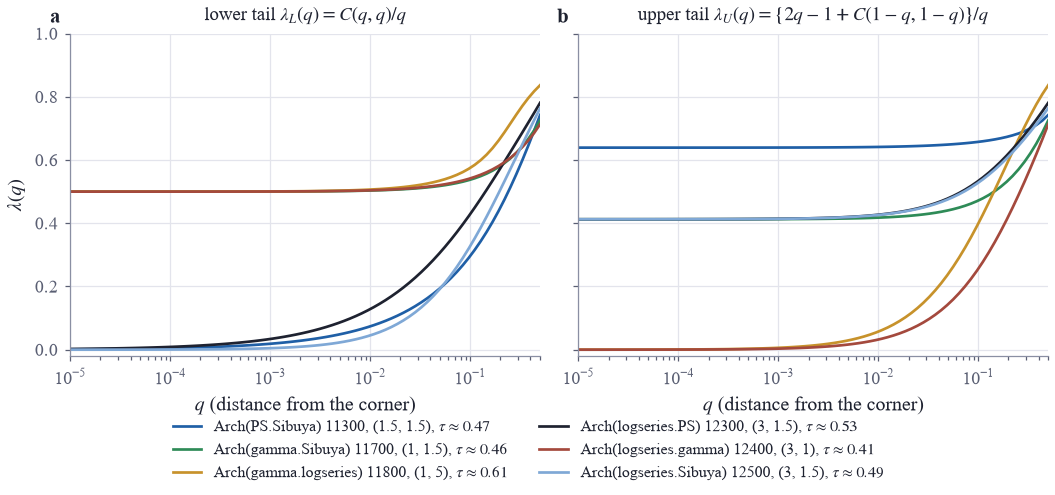 a
lower tail λ_L(q) = C(q, q)/q
b
upper tail λ_U(q) = {2q − 1 + C(1 − q, 1 − q)}/q
λ(q)
1.0
0.8
0.6
0.4
0.2
0.0
10⁻⁵ 10⁻⁴ 10⁻³ 10⁻² 10⁻¹
10⁻⁵ 10⁻⁴ 10⁻³ 10⁻² 10⁻¹
q (distance from the corner)
q (distance from the corner)
Arch(PS.Sibuya) 11300, (1.5, 1.5), τ ≈ 0.47
Arch(gamma.Sibuya) 11700, (1, 1.5), τ ≈ 0.46
Arch(gamma.logseries) 11800, (1, 5), τ ≈ 0.61
Arch(logseries.PS) 12300, (3, 1.5), τ ≈ 0.53
Arch(logseries.gamma) 12400, (3, 1), τ ≈ 0.41
Arch(logseries.Sibuya) 12500, (3, 1.5), τ ≈ 0.49